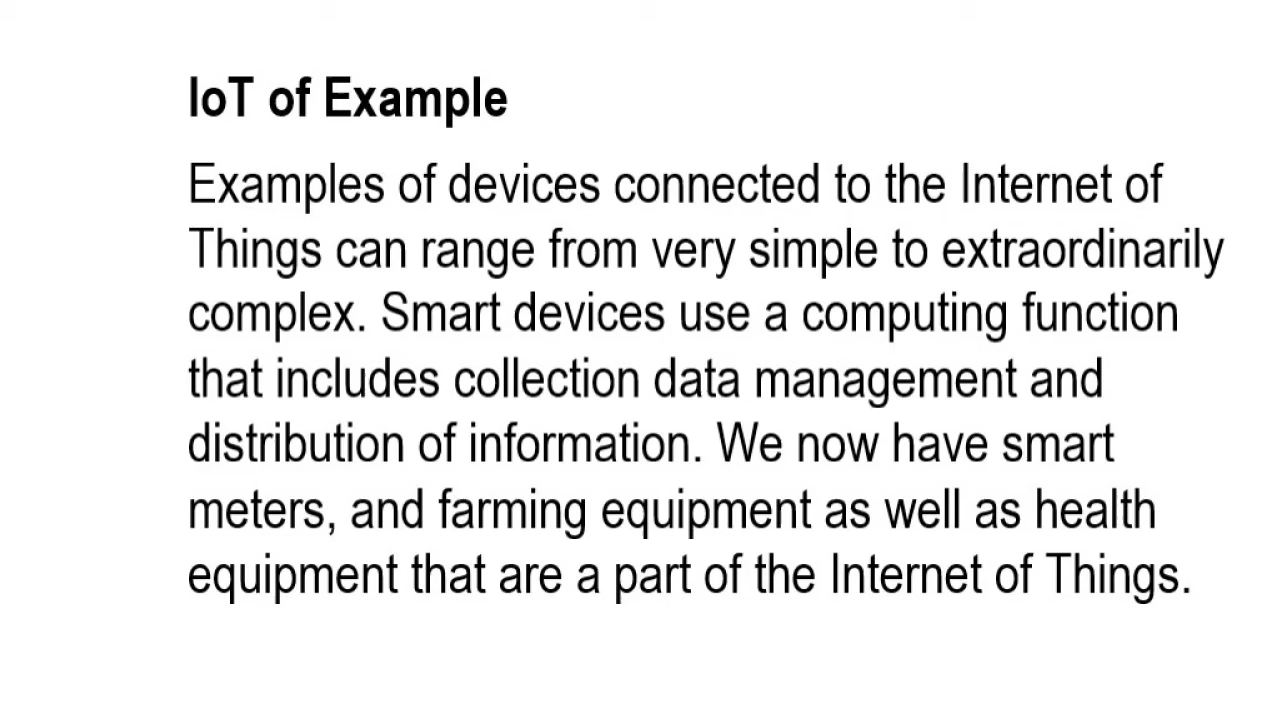 IoT of Example
Examples of devices connected to the Internet of
Things can range from very simple to extraordinarily
complex. Smart devices use a computing function
that includes collection data management and
distribution of information. We now have smart
meters, and farming equipment as well as health
equipment that are a part of the Internet of Things.